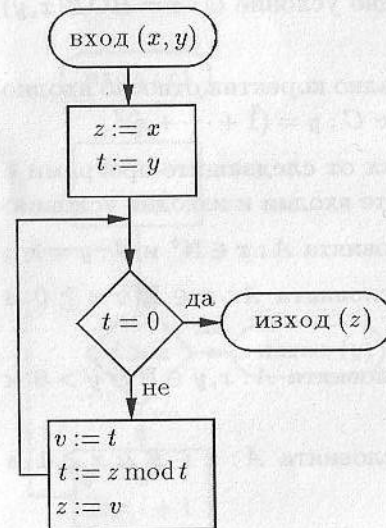 вход (x, y)
z := x
t := y
t = 0
да
изход (z)
не
v := t
t := z mod t
z := v